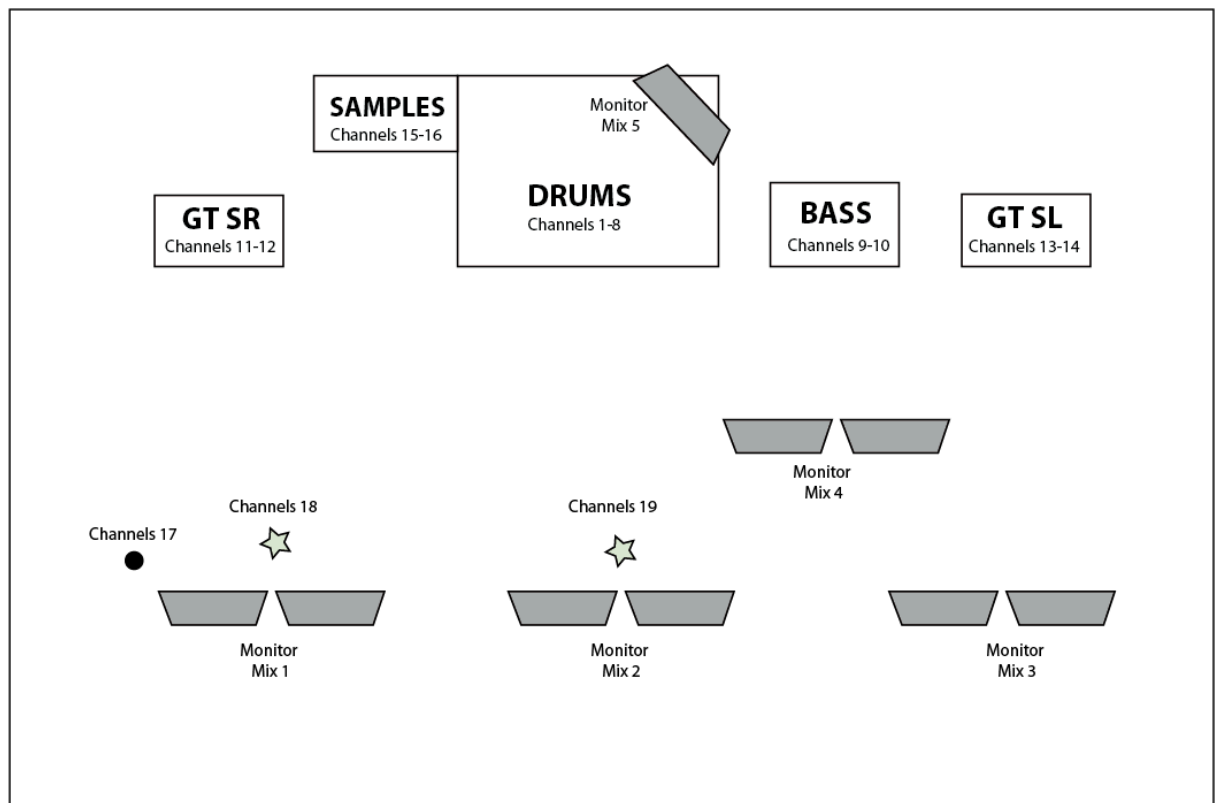 SAMPLES
Channels 15-16
Monitor
Mix 5
DRUMS
Channels 1-8
GT SR
Channels 11-12
BASS
Channels 9-10
GT SL
Channels 13-14
Monitor
Mix 4
Channels 18
Channels 19
Channels 17
Monitor
Mix 1
Monitor
Mix 2
Monitor
Mix 3